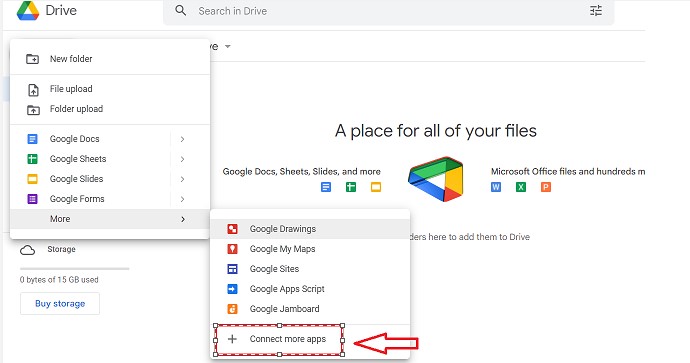 Drive
Search in Drive
New folder
File upload
Folder upload
Google Docs
Google Sheets
Google Slides
Google Forms
More
Storage
0 bytes of 15 GB used
Buy storage
A place for all of your files
Google Docs, Sheets, Slides, and more
Microsoft Office files and hundreds m
W X P
here to add them to Drive
Google Drawings
Google My Maps
Google Sites
Google Apps Script
Google Jamboard
Connect more apps